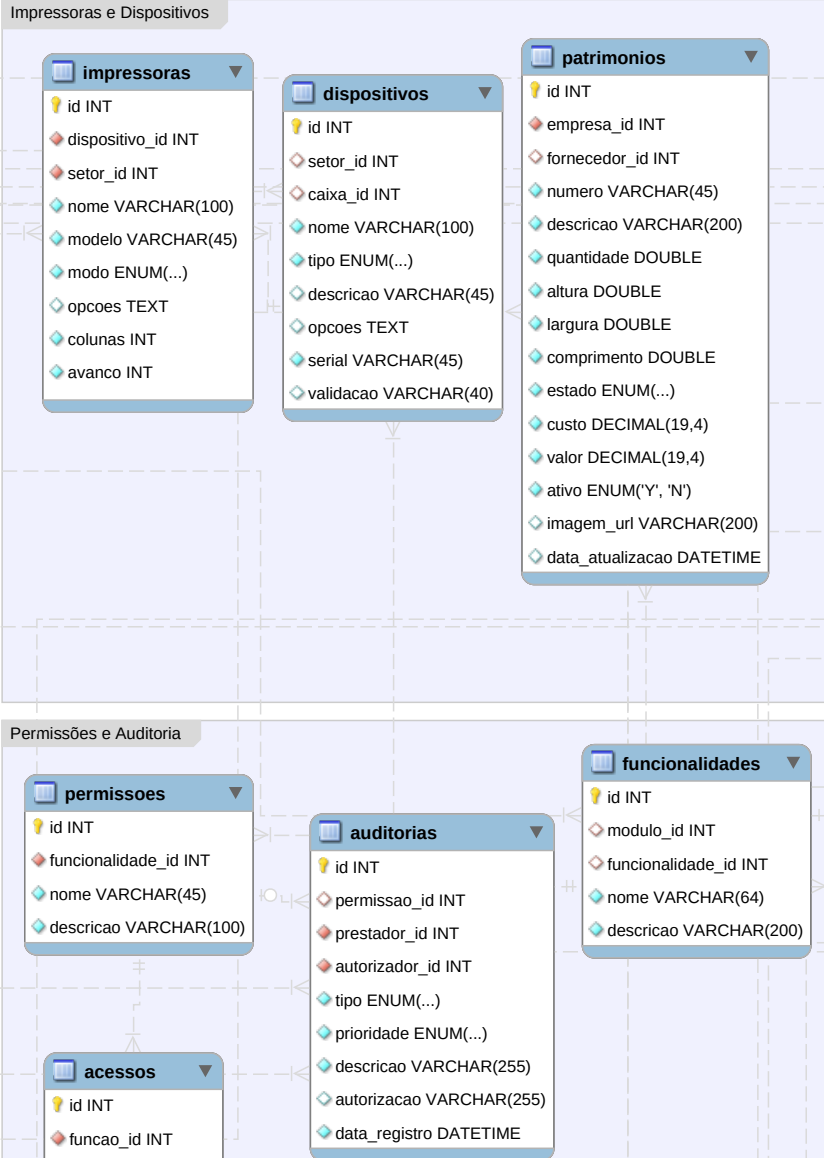 Impressoras e Dispositivos
impressoras
id INT
dispositivo_id INT
setor_id INT
nome VARCHAR(100)
modelo VARCHAR(45)
modo ENUM(...)
opcoes TEXT
colunas INT
avanco INT
dispositivos
id INT
setor_id INT
caixa_id INT
nome VARCHAR(100)
tipo ENUM(...)
descricao VARCHAR(45)
opcoes TEXT
serial VARCHAR(45)
validacao VARCHAR(40)
patrimonios
id INT
empresa_id INT
fornecedor_id INT
numero VARCHAR(45)
descricao VARCHAR(200)
quantidade DOUBLE
altura DOUBLE
largura DOUBLE
comprimento DOUBLE
estado ENUM(...)
custo DECIMAL(19,4)
valor DECIMAL(19,4)
ativo ENUM('Y', 'N')
imagem_url VARCHAR(200)
data_atualizacao DATETIME
Permissões e Auditoria
permissoes
id INT
funcionalidade_id INT
nome VARCHAR(45)
descricao VARCHAR(100)
auditorias
id INT
permissao_id INT
prestador_id INT
autorizador_id INT
tipo ENUM(...)
prioridade ENUM(...)
descricao VARCHAR(255)
autorizacao VARCHAR(255)
data_registro DATETIME
funcionalidades
id INT
modulo_id INT
funcionalidade_id INT
nome VARCHAR(64)
descricao VARCHAR(200)
acessos
id INT
funcao_id INT